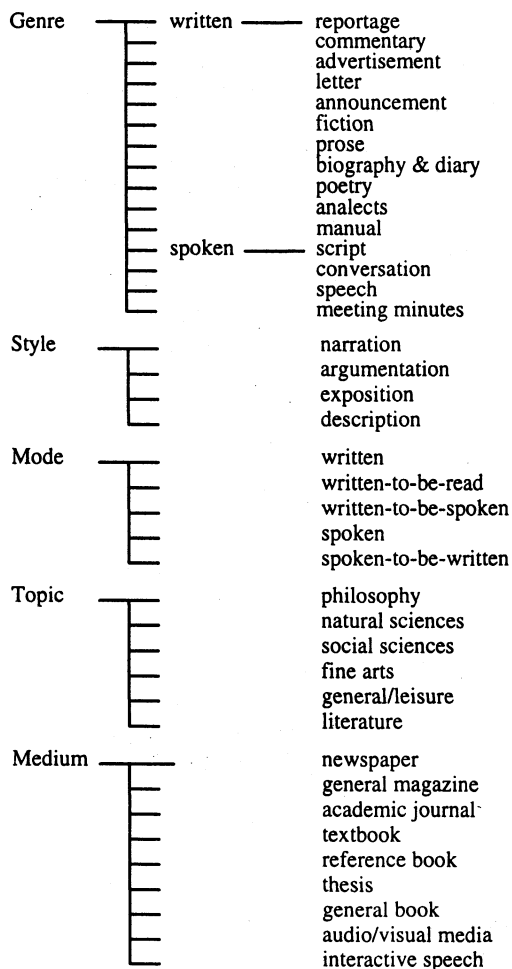 Genre written reportage
commentary
advertisement
letter
announcement
fiction
prose
biography & diary
poetry
analects
manual
spoken script
conversation
speech
meeting minutes
Style narration
argumentation
exposition
description
Mode written
written-to-be-read
written-to-be-spoken
spoken
spoken-to-be-written
Topic philosophy
natural sciences
social sciences
fine arts
general/leisure
literature
Medium newspaper
general magazine
academic journal
textbook
reference book
thesis
general book
audio/visual media
interactive speech